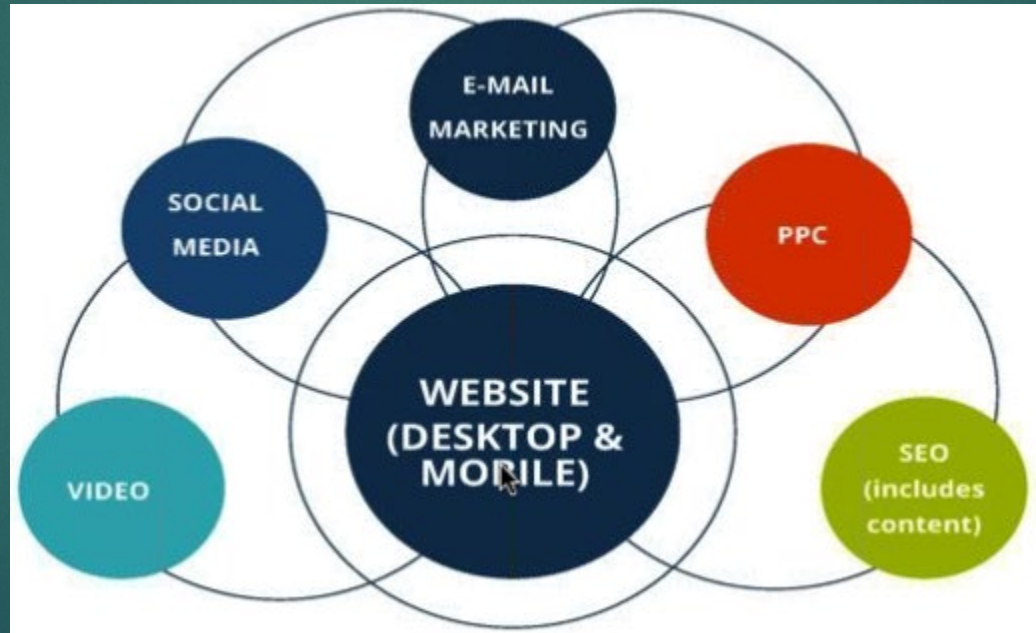 E-MAIL
MARKETING
SOCIAL
MEDIA
PPC
WEBSITE
(DESKTOP &
MOBILE)
VIDEO
SEO
(includes
content)